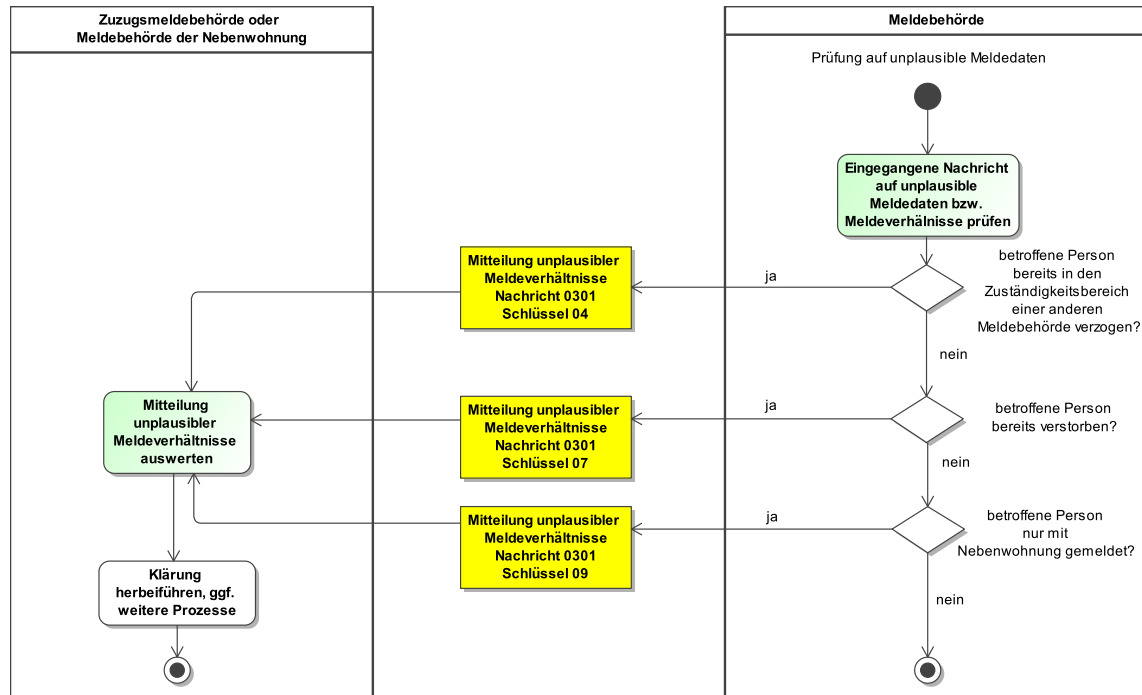 Zuzugsmeldebehörde oder
Meldebehörde der Nebenwohnung
Meldebehörde
Prüfung auf unplausible Meldedaten
Eingegangene Nachricht
auf unplausible
Meldedaten bzw.
Meldeverhälnisse prüfen
betroffene Person
bereits in den
Zuständigkeitsbereich
einer anderen
Meldebehörde verzogen?
ja
Mitteilung unplausibler
Meldeverhältnisse
Nachricht 0301
Schlüssel 04
nein
betroffene Person
bereits verstorben?
ja
Mitteilung unplausibler
Meldeverhältnisse
Nachricht 0301
Schlüssel 07
Mitteilung
unplausibler
Meldeverhältnisse
auswerten
nein
betroffene Person
nur mit
Nebenwohnung gemeldet?
ja
Mitteilung unplausibler
Meldeverhältnisse
Nachricht 0301
Schlüssel 09
Klärung
herbeiführen, ggf.
weitere Prozesse
nein